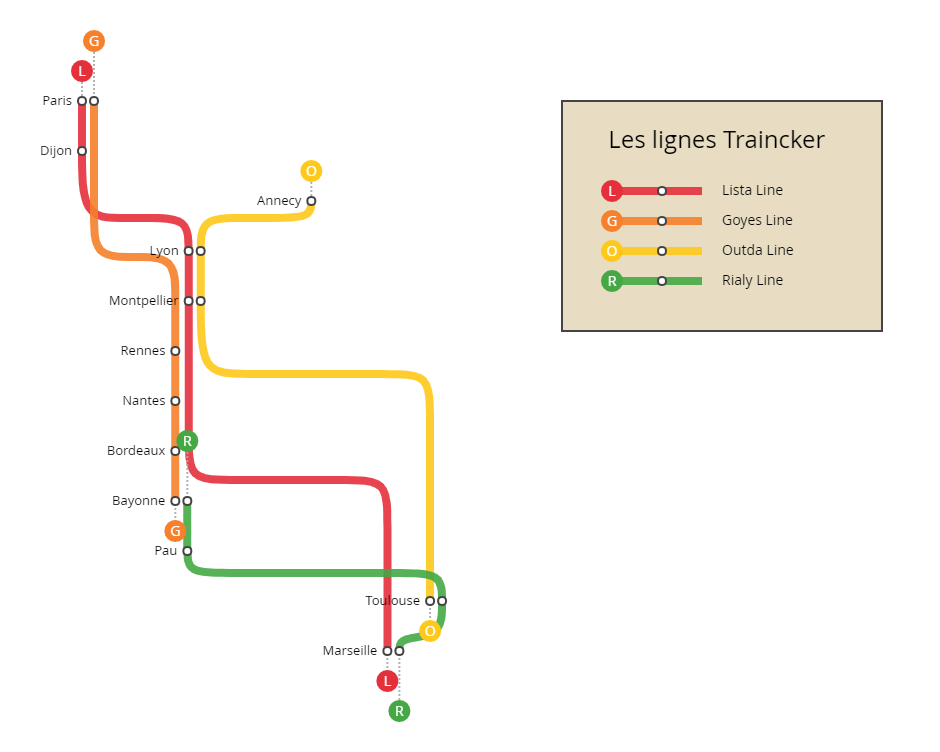 G
L
Paris
Dijon
O
Annecy
Lyon
Montpellier
Rennes
Nantes
R
Bordeaux
Bayonne
G
Pau
Toulouse
O
Marseille
L
R
Les lignes Traincker
L Lista Line
G Goyes Line
O Outda Line
R Rialy Line